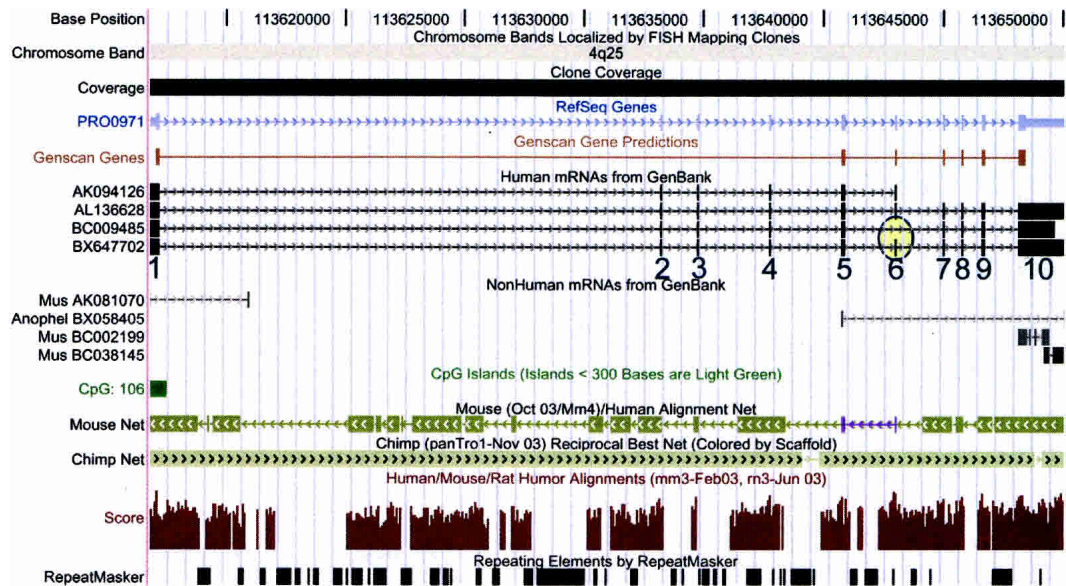 Base Position 113620000 113625000 113630000 113635000 113640000 113645000 113650000
Chromosome Bands Localized by FISH Mapping Clones
Chromosome Band 4q25
Clone Coverage
Coverage
RefSeq Genes
PRO0971
Genscan Gene Predictions
Genscan Genes
Human mRNAs from GenBank
AK094126
AL136628
BC009485
BX647702
1 2 3 4 5 6 7 8 9 10
NonHuman mRNAs from GenBank
Mus AK081070
Anophel BX058405
Mus BC002199
Mus BC038145
CpG Islands (Islands < 300 Bases are Light Green)
CpG: 106
Mouse (Oct 03/Mm4)/Human Alignment Net
Mouse Net
Chimp (panTro1-Nov 03) Reciprocal Best Net (Colored by Scaffold)
Chimp Net
Human/Mouse/Rat Humor Alignments (mm3-Feb03, rn3-Jun 03)
Score
Repeating Elements by RepeatMasker
RepeatMasker